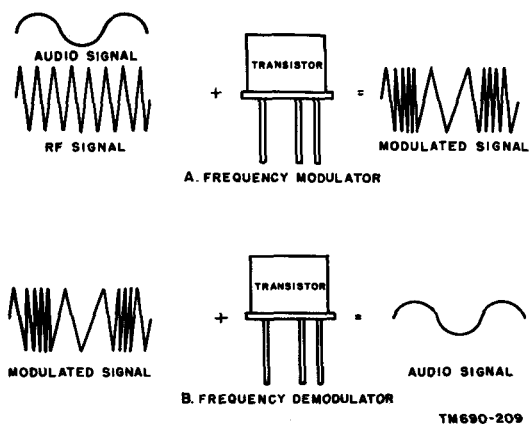 AUDIO SIGNAL
RF SIGNAL
+
TRANSISTOR
=
MODULATED SIGNAL
A. FREQUENCY MODULATOR
MODULATED SIGNAL
+
TRANSISTOR
=
AUDIO SIGNAL
B. FREQUENCY DEMODULATOR
TM690-209